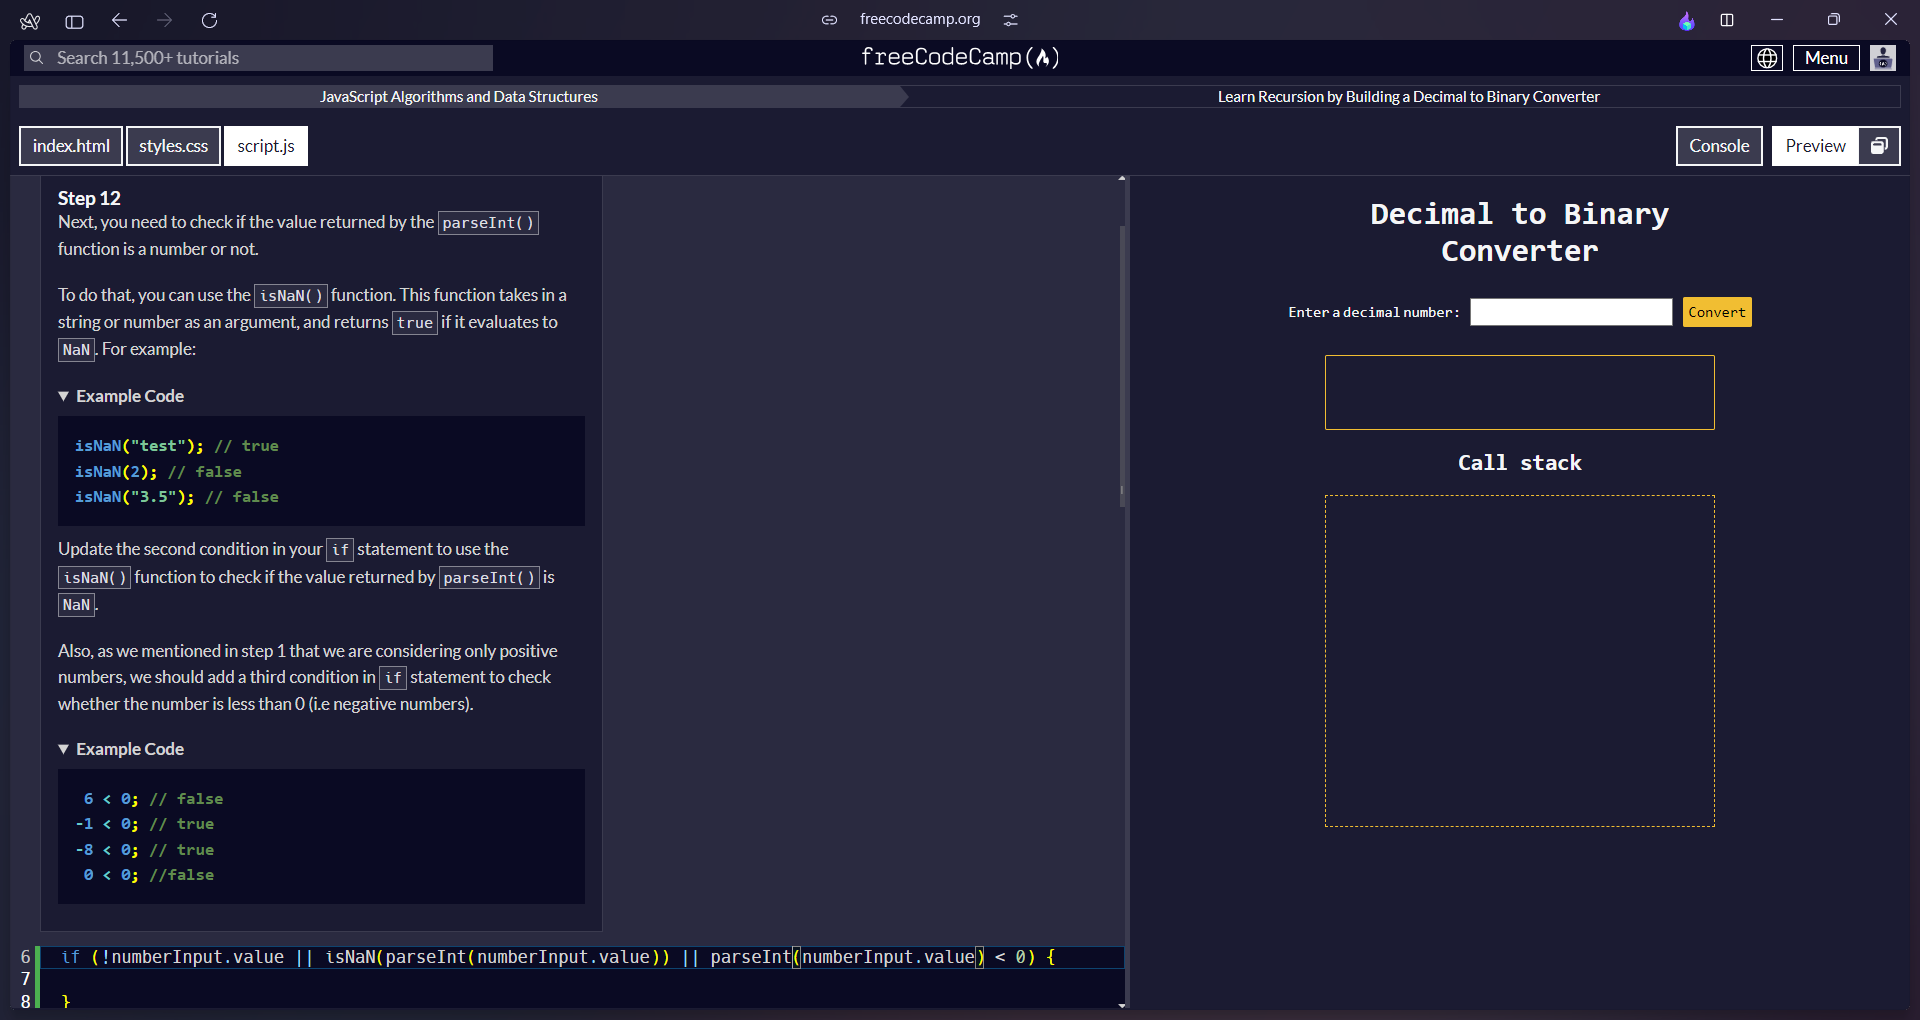 freecodecamp.org
Search 11,500+ tutorials
freeCodeCamp(🔥)
Menu
JavaScript Algorithms and Data Structures
Learn Recursion by Building a Decimal to Binary Converter
index.html
styles.css
script.js
Console
Preview
Step 12
Next, you need to check if the value returned by the parseInt()
function is a number or not.
To do that, you can use the isNaN() function. This function takes in a
string or number as an argument, and returns true if it evaluates to
NaN. For example:
▼ Example Code
isNaN("test"); // true
isNaN(2); // false
isNaN("3.5"); // false
Update the second condition in your if statement to use the
isNaN() function to check if the value returned by parseInt() is
NaN.
Also, as we mentioned in step 1 that we are considering only positive
numbers, we should add a third condition in if statement to check
whether the number is less than 0 (i.e negative numbers).
▼ Example Code
6 < 0; // false
-1 < 0; // true
-8 < 0; // true
0 < 0; //false
6 if (!numberInput.value || isNaN(parseInt(numberInput.value)) || parseInt(numberInput.value) < 0) {
7
8 }
Decimal to Binary
Converter
Enter a decimal number:
Convert
Call stack